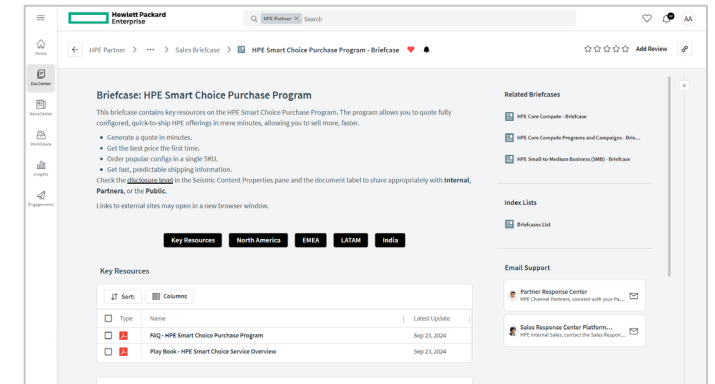 Hewlett Packard
Enterprise
HPE Partner × Search
AA
Home
DocCenter
NewsCenter
WorkSpace
Insights
Engagements
HPE Partner > ··· > Sales Briefcase > HPE Smart Choice Purchase Program - Briefcase
Add Review
Briefcase: HPE Smart Choice Purchase Program
This briefcase contains key resources on the HPE Smart Choice Purchase Program. The program allows you to quote fully
configured, quick-to-ship HPE offerings in mere minutes, allowing you to sell more, faster.
• Generate a quote in minutes.
• Get the best price the first time.
• Order popular configs in a single SKU.
• Get fast, predictable shipping information.
Check the disclosure level in the Seismic Content Properties pane and the document label to share appropriately with Internal,
Partners, or the Public.
Links to external sites may open in a new browser window.
Key Resources North America EMEA LATAM India
Key Resources
Sort: Columns
Type Name Latest Update
FAQ - HPE Smart Choice Purchase Program Sep 23, 2024
Play Book - HPE Smart Choice Service Overview Sep 23, 2024
Related Briefcases
HPE Core Compute - Briefcase
HPE Core Compute Programs and Campaigns - Brie...
HPE Small-to-Medium Business (SMB) - Briefcase
Index Lists
Briefcases List
Email Support
Partner Response Center
HPE Channel Partners, connect with your Pa...
Sales Response Center Platform...
HPE Internal Sales, contact the Sales Respon...